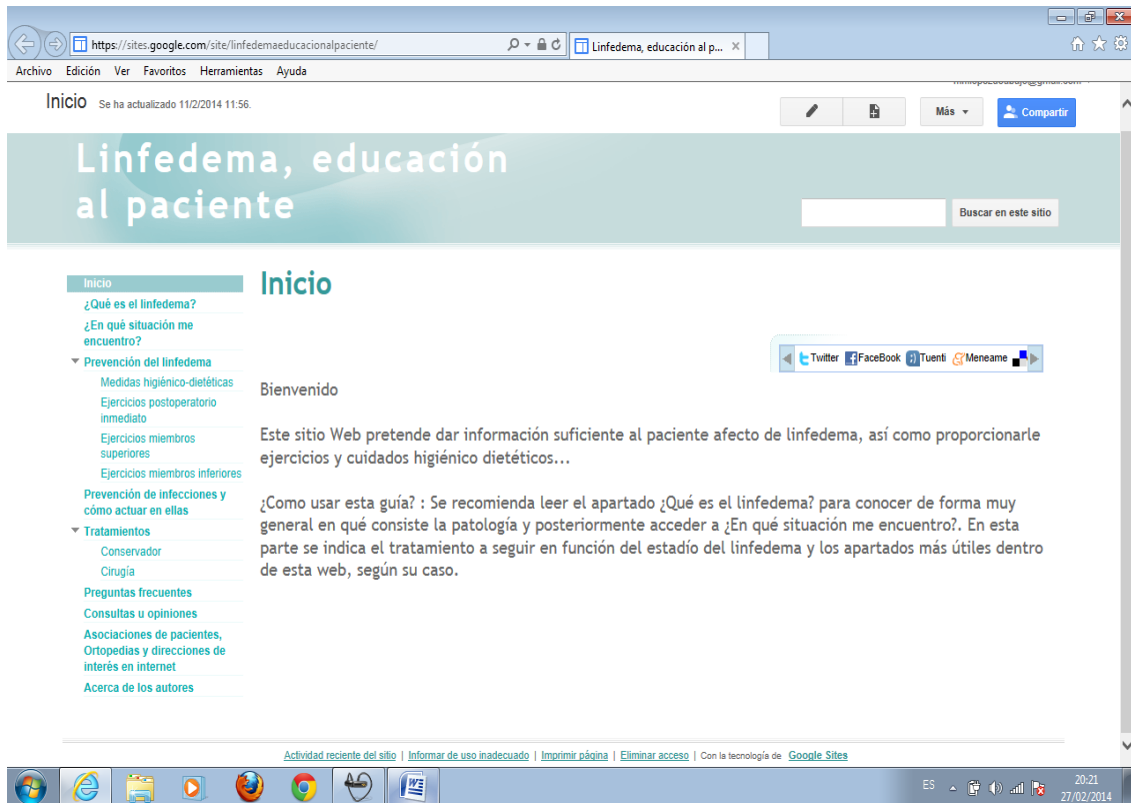 https://sites.google.com/site/linfedemaeducacionalpaciente/
Linfedema, educación al p...
Archivo Edición Ver Favoritos Herramientas Ayuda
Inicio Se ha actualizado 11/2/2014 11:56.
Más
Compartir
Linfedema, educación
al paciente
Buscar en este sitio
Inicio
¿Qué es el linfedema?
¿En qué situación me
encuentro?
Prevención del linfedema
Medidas higiénico-dietéticas
Ejercicios postoperatorio
inmediato
Ejercicios miembros
superiores
Ejercicios miembros inferiores
Prevención de infecciones y
cómo actuar en ellas
Tratamientos
Conservador
Cirugía
Preguntas frecuentes
Consultas u opiniones
Asociaciones de pacientes,
Ortopedias y direcciones de
interés en internet
Acerca de los autores
Inicio
Twitter FaceBook Tuenti Meneame
Bienvenido
Este sitio Web pretende dar información suficiente al paciente afecto de linfedema, así como proporcionarle
ejercicios y cuidados higiénico dietéticos...
¿Como usar esta guía? : Se recomienda leer el apartado ¿Qué es el linfedema? para conocer de forma muy
general en qué consiste la patología y posteriormente acceder a ¿En qué situación me encuentro?. En esta
parte se indica el tratamiento a seguir en función del estadío del linfedema y los apartados más útiles dentro
de esta web, según su caso.
Actividad reciente del sitio | Informar de uso inadecuado | Imprimir página | Eliminar acceso | Con la tecnología de Google Sites
ES
20:21
27/02/2014